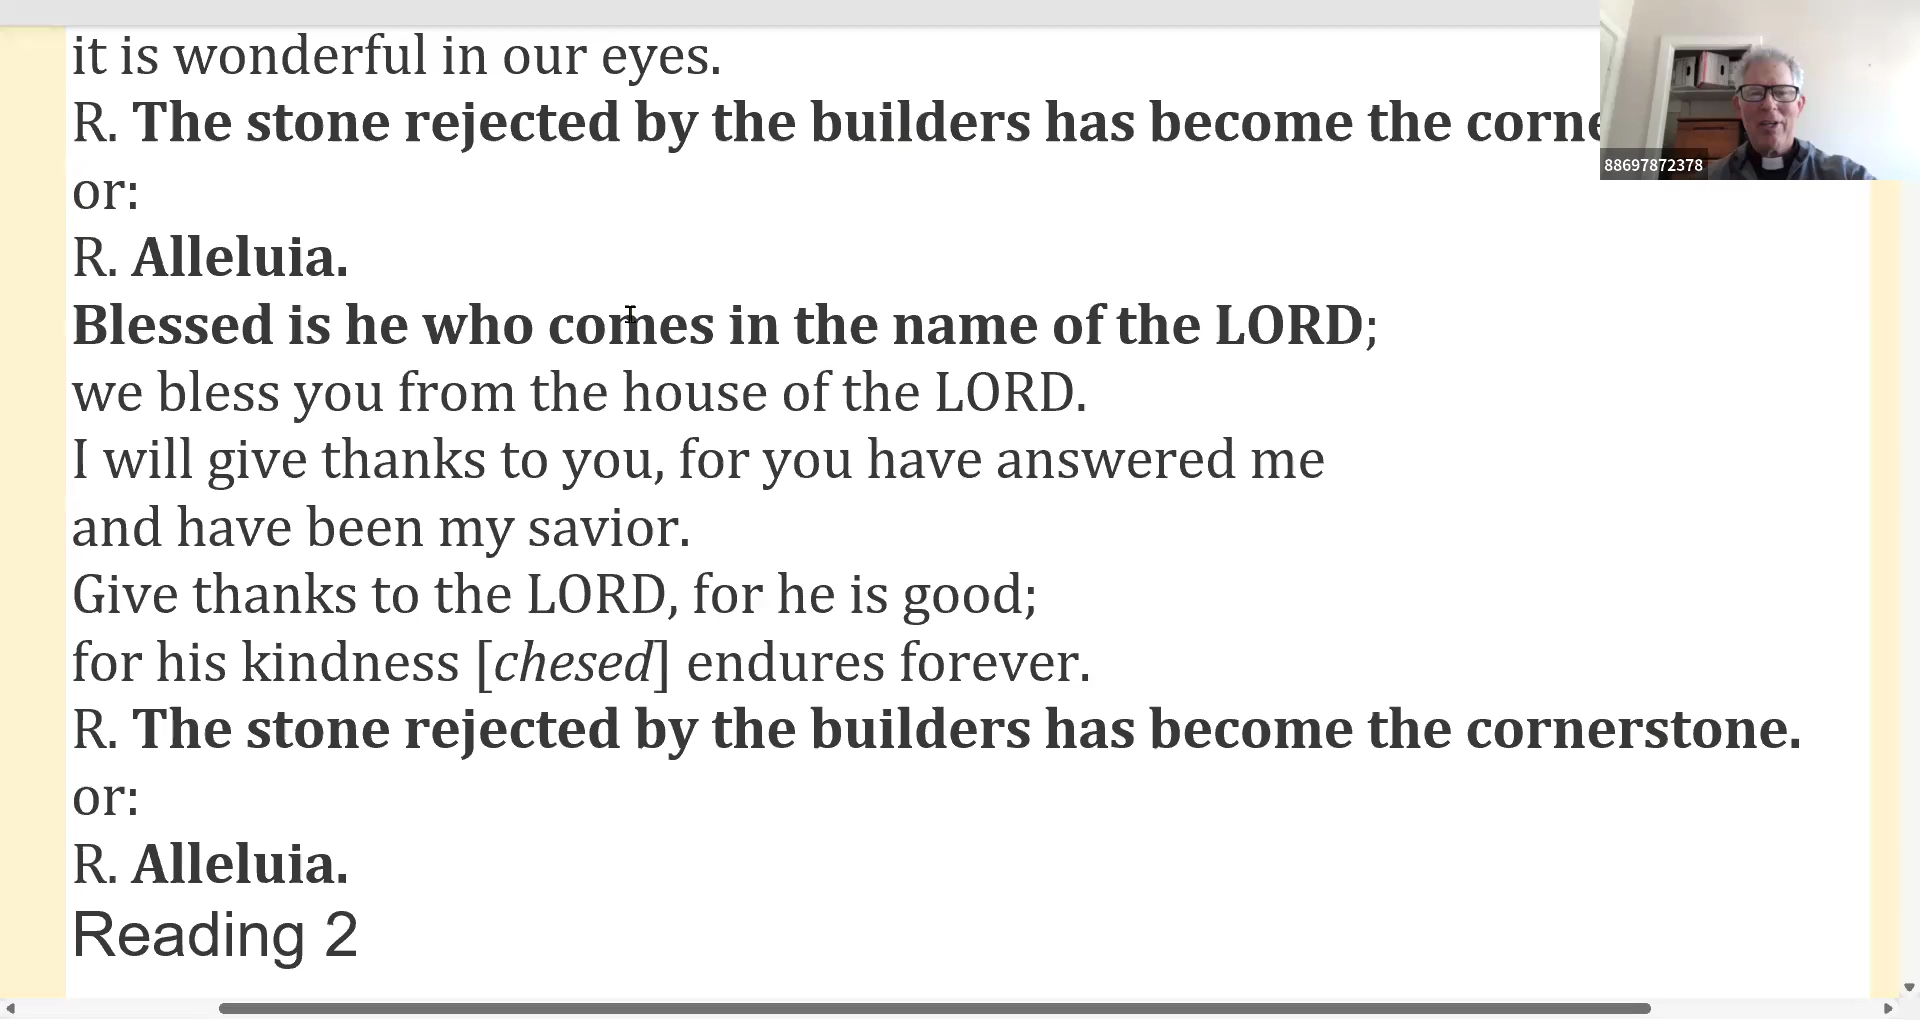 it is wonderful in our eyes.
R. The stone rejected by the builders has become the corne
88697872378
or:
R. Alleluia.
Blessed is he who comes in the name of the LORD;
we bless you from the house of the LORD.
I will give thanks to you, for you have answered me
and have been my savior.
Give thanks to the LORD, for he is good;
for his kindness [chesed] endures forever.
R. The stone rejected by the builders has become the cornerstone.
or:
R. Alleluia.
Reading 2